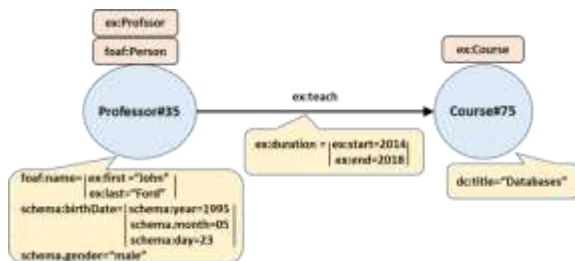 ex:Profssor
foaf:Person
ex:Course
Professor#35
ex:teach
Course#75
ex:duration = ex:start=2014
ex:end=2018
foaf:name= ex:first ="John"
ex:last="Ford"
schema:birthDate= schema:year=1995
schema.month=05
schema:day=23
schema.gender="male"
dc:title="Databases"